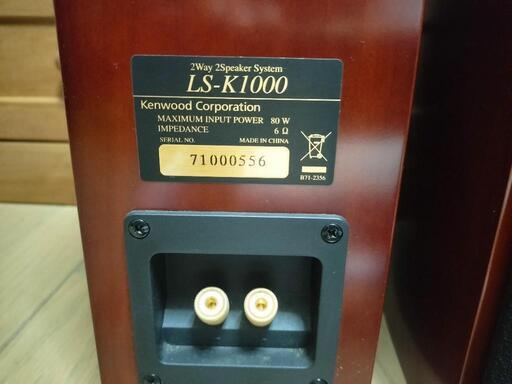 2Way 2Speaker System
LS-K1000
Kenwood Corporation
MAXIMUM INPUT POWER 80 W
IMPEDANCE 6 Ω
SERIAL NO. MADE IN CHINA
71000556
B71-2356